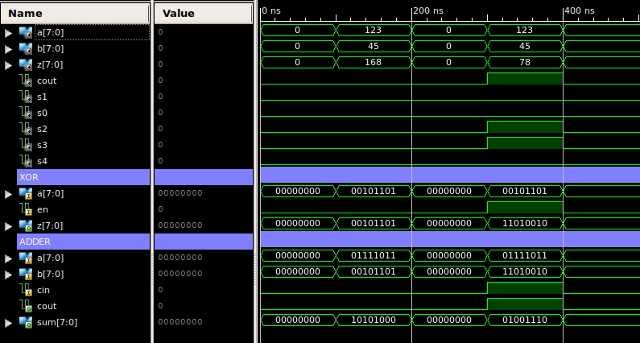 Name Value 0 ns 200 ns 400 ns
a[7:0] 0 0 123 0 123
b[7:0] 0 0 45 0 45
z[7:0] 0 0 168 0 78
cout 0
s1 0
s0 0
s2 0
s3 0
s4 0
XOR
a[7:0] 00000000 00000000 00101101 00000000 00101101
en 0
z[7:0] 00000000 00000000 00101101 00000000 11010010
ADDER
a[7:0] 00000000 00000000 01111011 00000000 01111011
b[7:0] 00000000 00000000 00101101 00000000 11010010
cin 0
cout 0
sum[7:0] 00000000 00000000 10101000 00000000 01001110